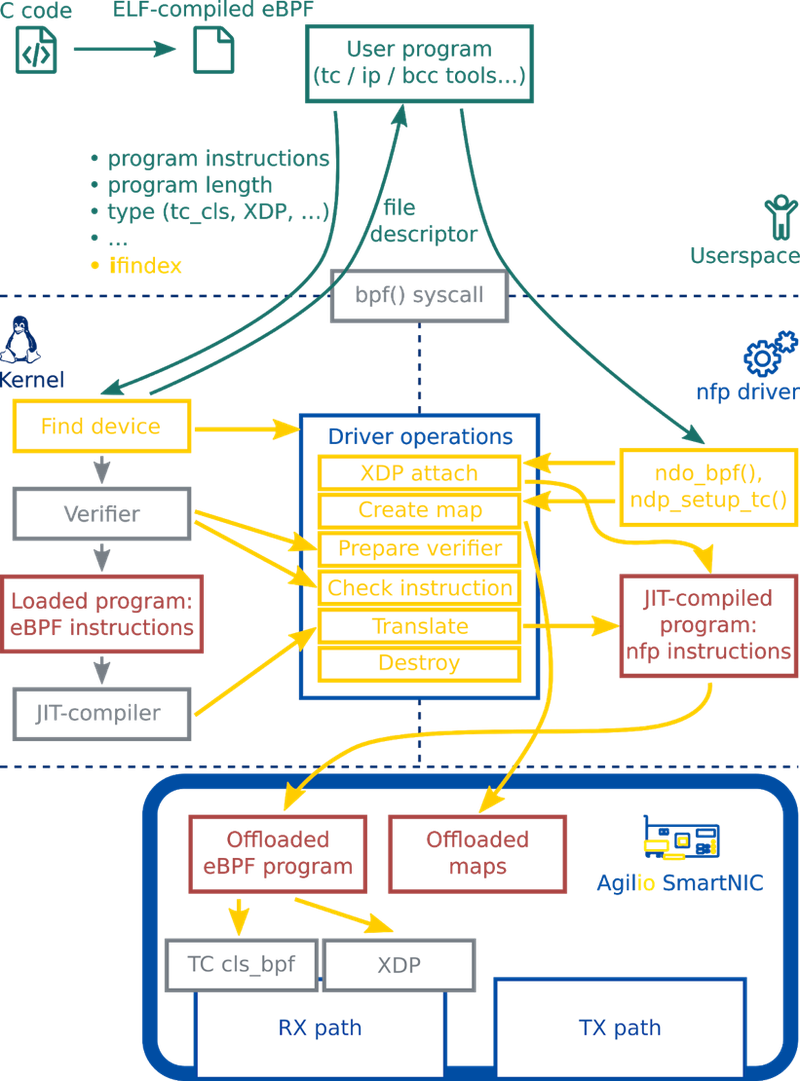 C code
ELF-compiled eBPF
User program
(tc / ip / bcc tools...)
• program instructions
• program length
• type (tc_cls, XDP, ...)
• ...
• ifindex
file
descriptor
Userspace
bpf() syscall
Kernel
nfp driver
Find device
Verifier
Loaded program:
eBPF instructions
JIT-compiler
Driver operations
XDP attach
Create map
Prepare verifier
Check instruction
Translate
Destroy
ndo_bpf(),
ndp_setup_tc()
JIT-compiled
program:
nfp instructions
Offloaded
eBPF program
Offloaded
maps
Agilio SmartNIC
TC cls_bpf
XDP
RX path
TX path